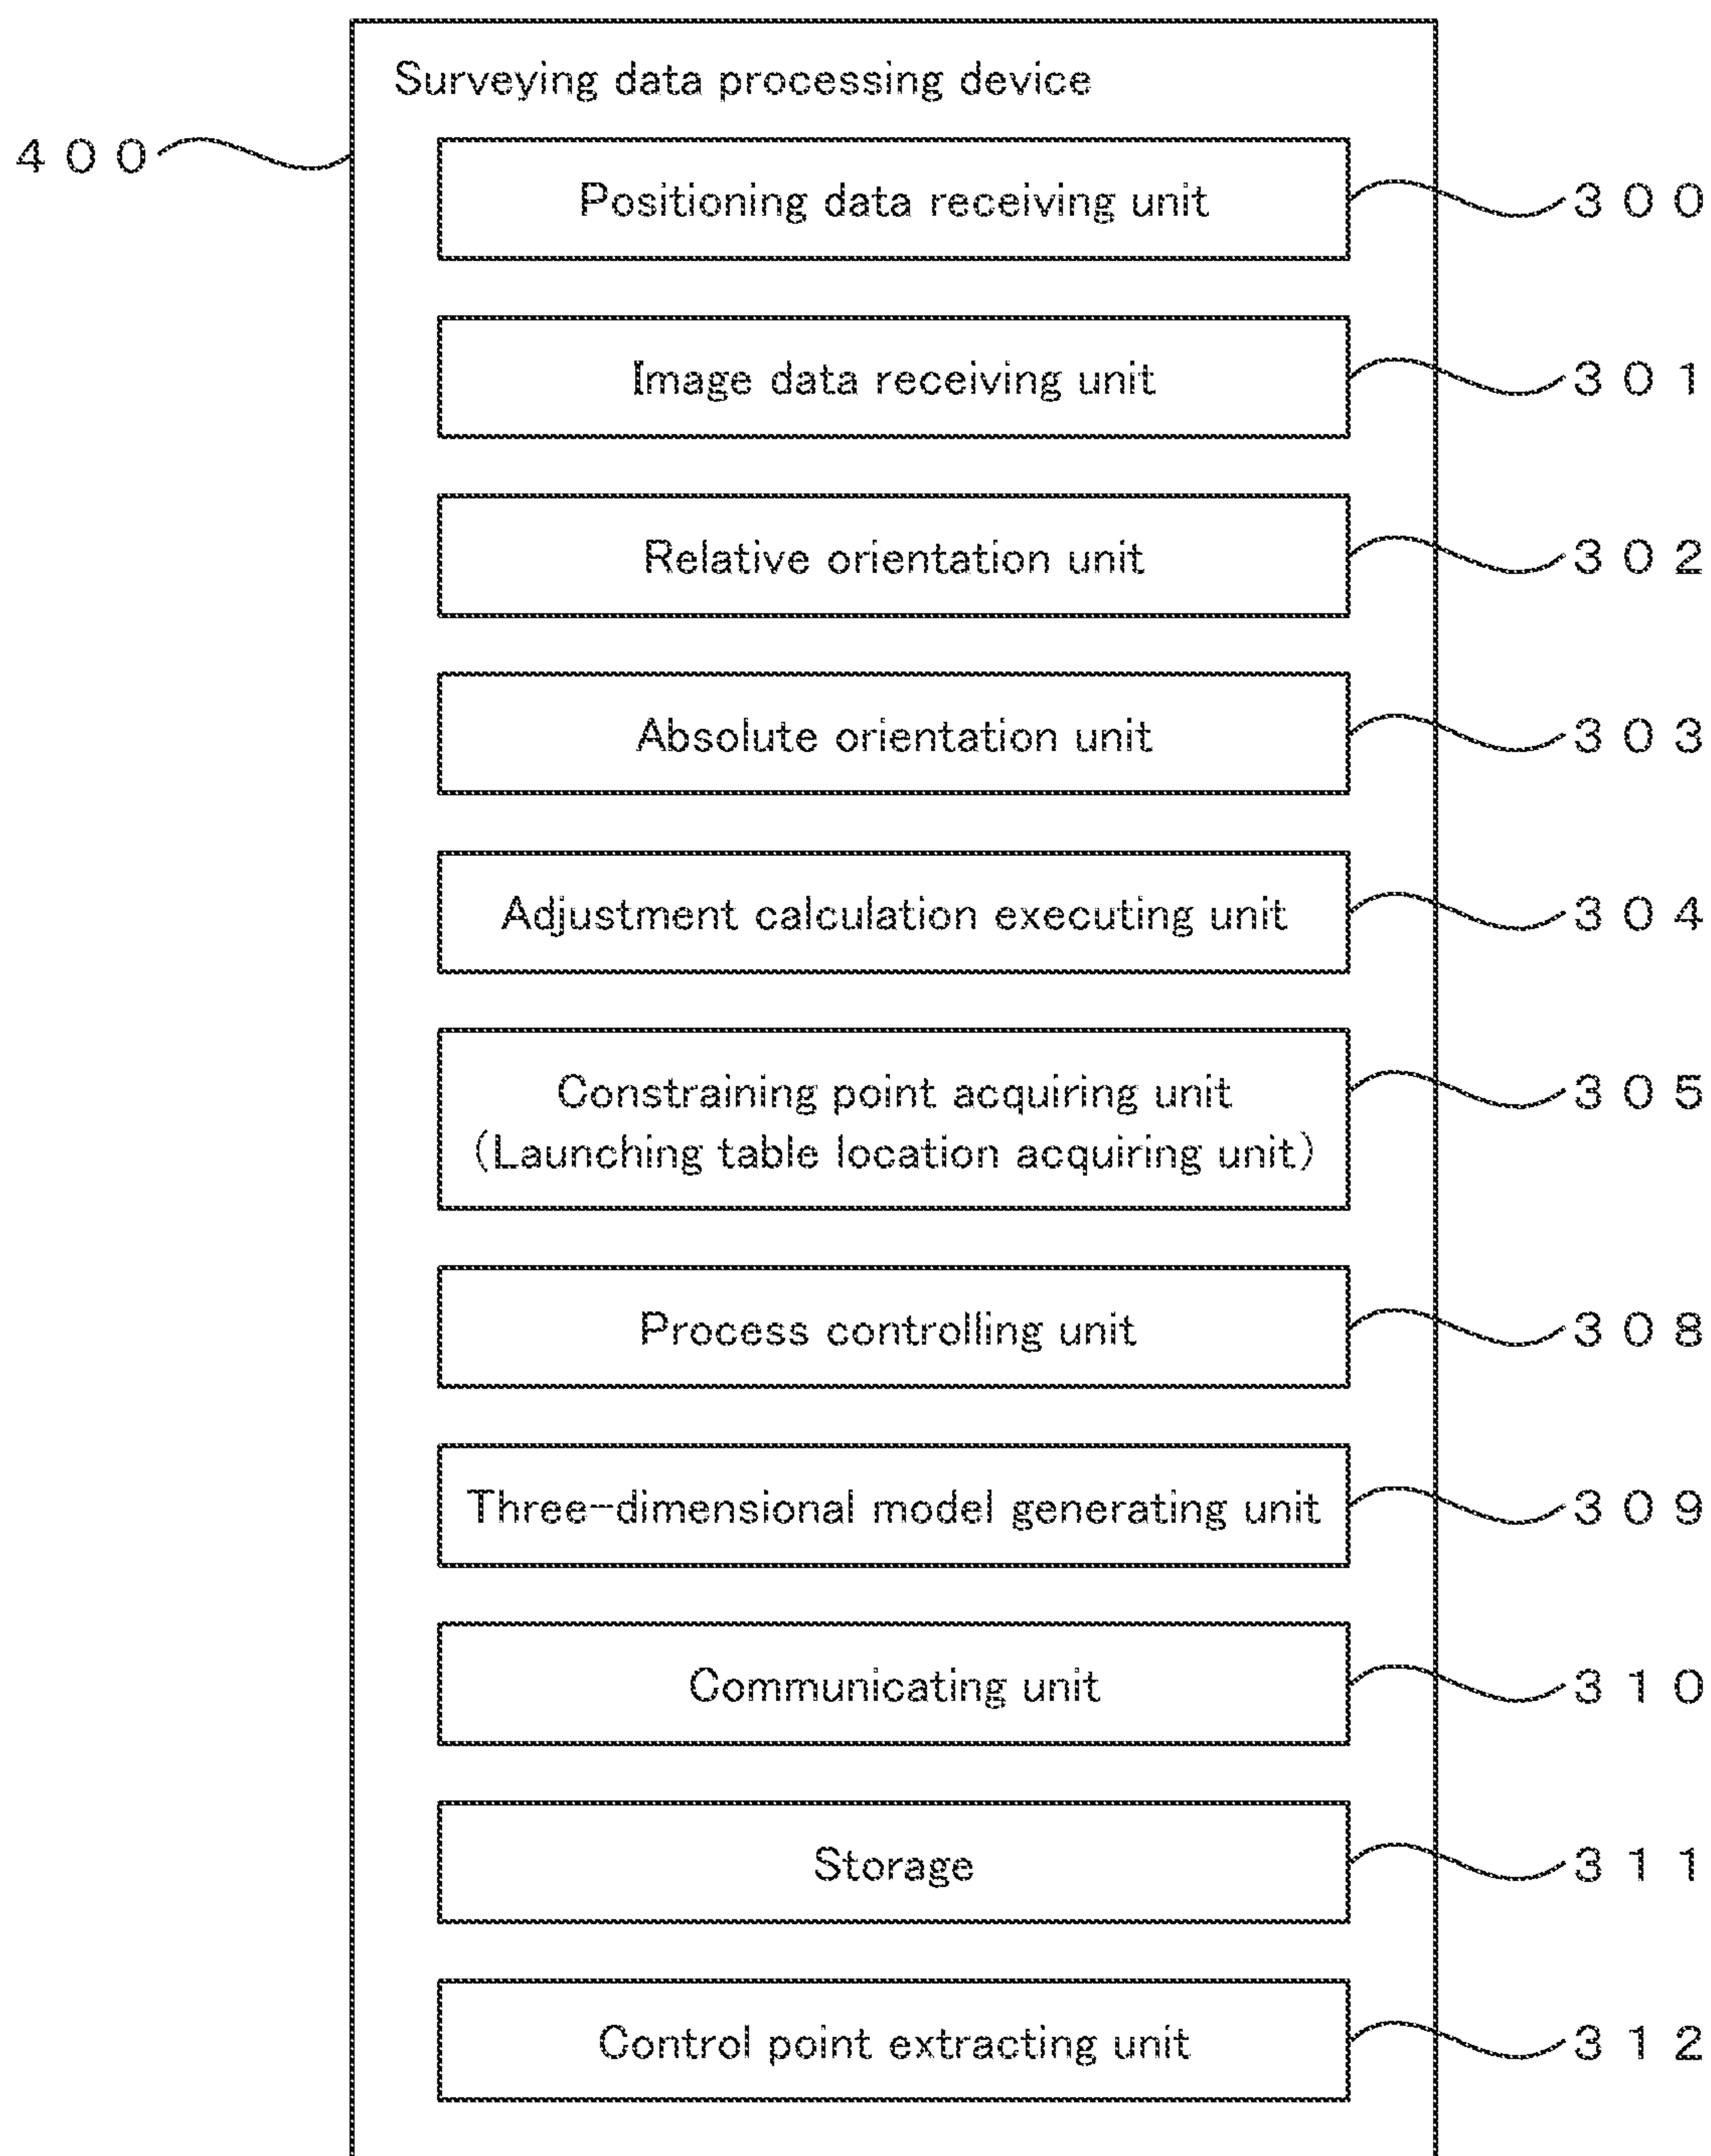 Surveying data processing device
４００
Positioning data receiving unit
３００
Image data receiving unit
３０１
Relative orientation unit
３０２
Absolute orientation unit
３０３
Adjustment calculation executing unit
３０４
Constraining point acquiring unit
(Launching table location acquiring unit)
３０５
Process controlling unit
３０８
Three-dimensional model generating unit
３０９
Communicating unit
３１０
Storage
３１１
Control point extracting unit
３１２